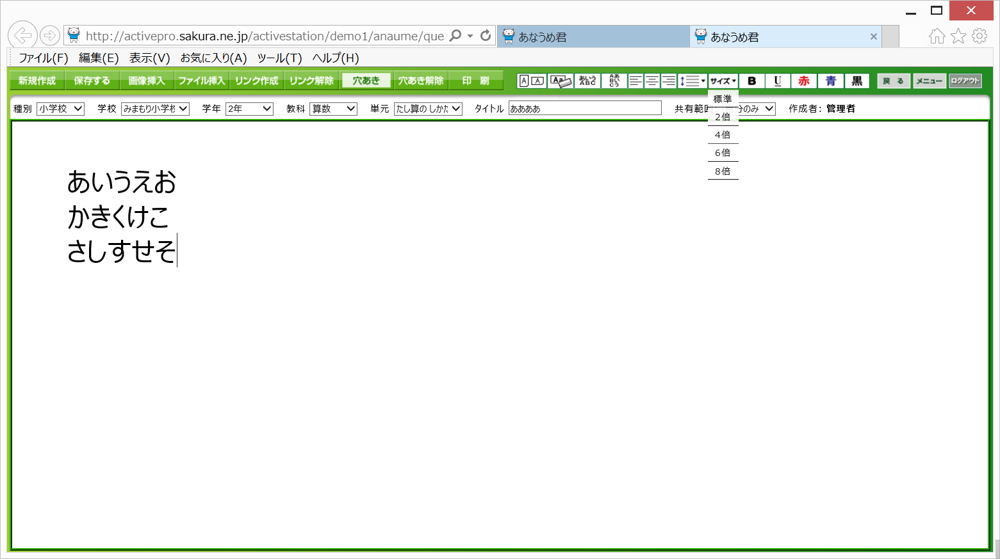 http://activepro.sakura.ne.jp/activestation/demo1/anaume/que
あなうめ君
あなうめ君
ファイル(F) 編集(E) 表示(V) お気に入り(A) ツール(T) ヘルプ(H)
新規作成 保存する 画像挿入 ファイル挿入 リンク作成 リンク解除 穴あき 穴あき解除 印 刷 サイズ B U 赤 青 黒 戻 る メニュー ログアウト
種別 小学校 学校 みまもり小学校 学年 2年 教科 算数 単元 たし算の しかた タイトル ああああ 共有範囲: 自分のみ 作成者: 管理者
標準
2倍
4倍
6倍
8倍
あいうえお
かきくけこ
さしすせそ